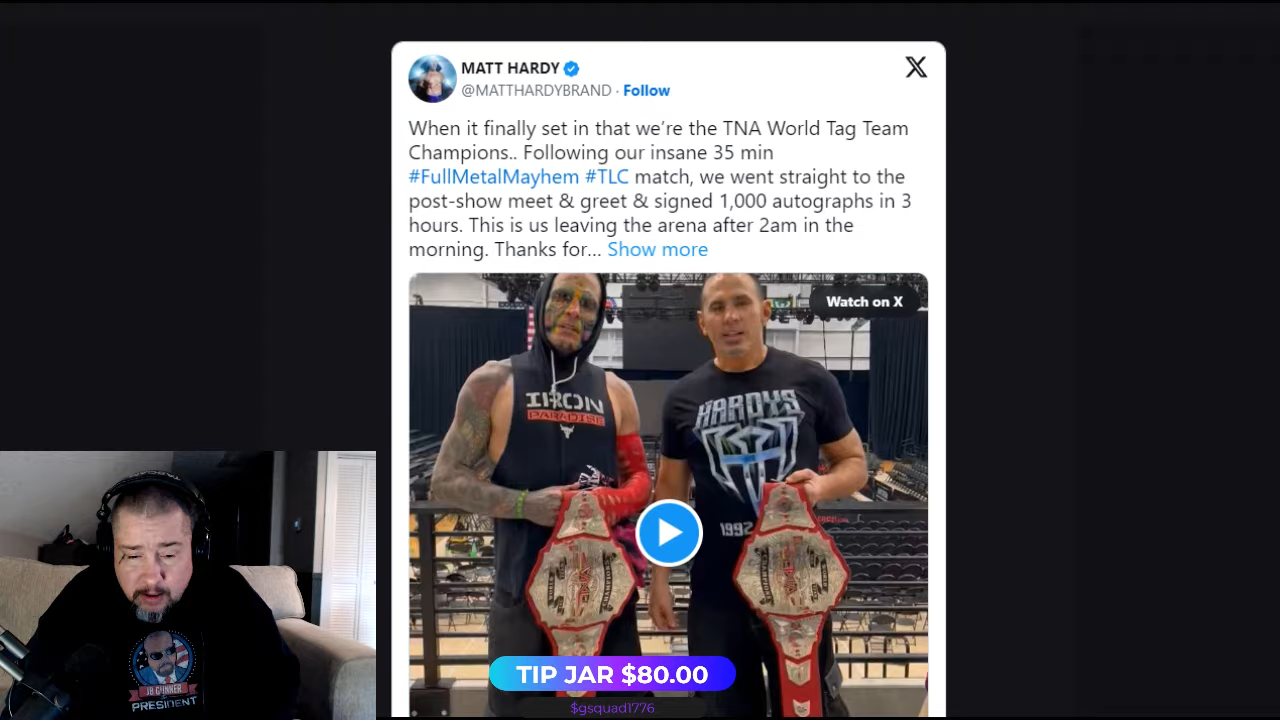 MATT HARDY
@MATTHARDYBRAND · Follow
When it finally set in that we’re the TNA World Tag Team
Champions.. Following our insane 35 min
#FullMetalMayhem #TLC match, we went straight to the
post-show meet & greet & signed 1,000 autographs in 3
hours. This is us leaving the arena after 2am in the
morning. Thanks for... Show more
Watch on X
IRON
PARADISE
HARDYS
1992
JB GUNNER
PRESIDENT
TIP JAR $80.00
$gsquad1776